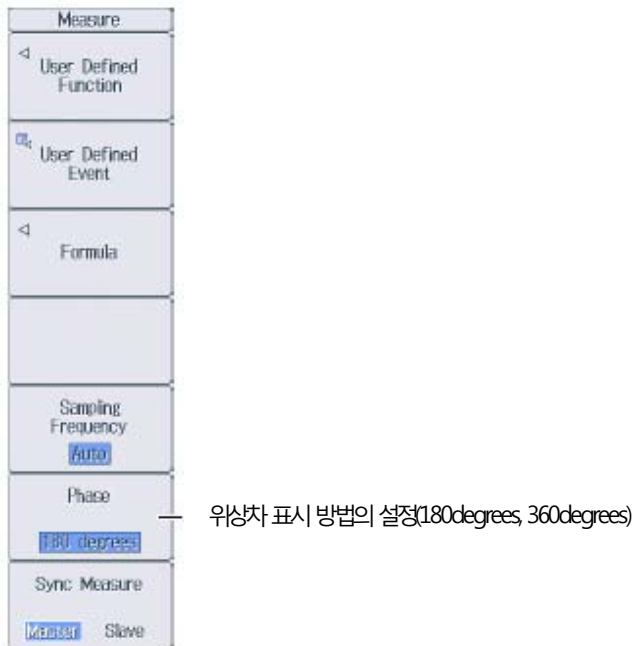 Measure
User Defined
Function
User Defined
Event
Formula
Sampling
Frequency
Auto
Phase
위상차 표시 방법의 설정(180degrees, 360degrees)
180 degrees
Sync Measure
Master Slave